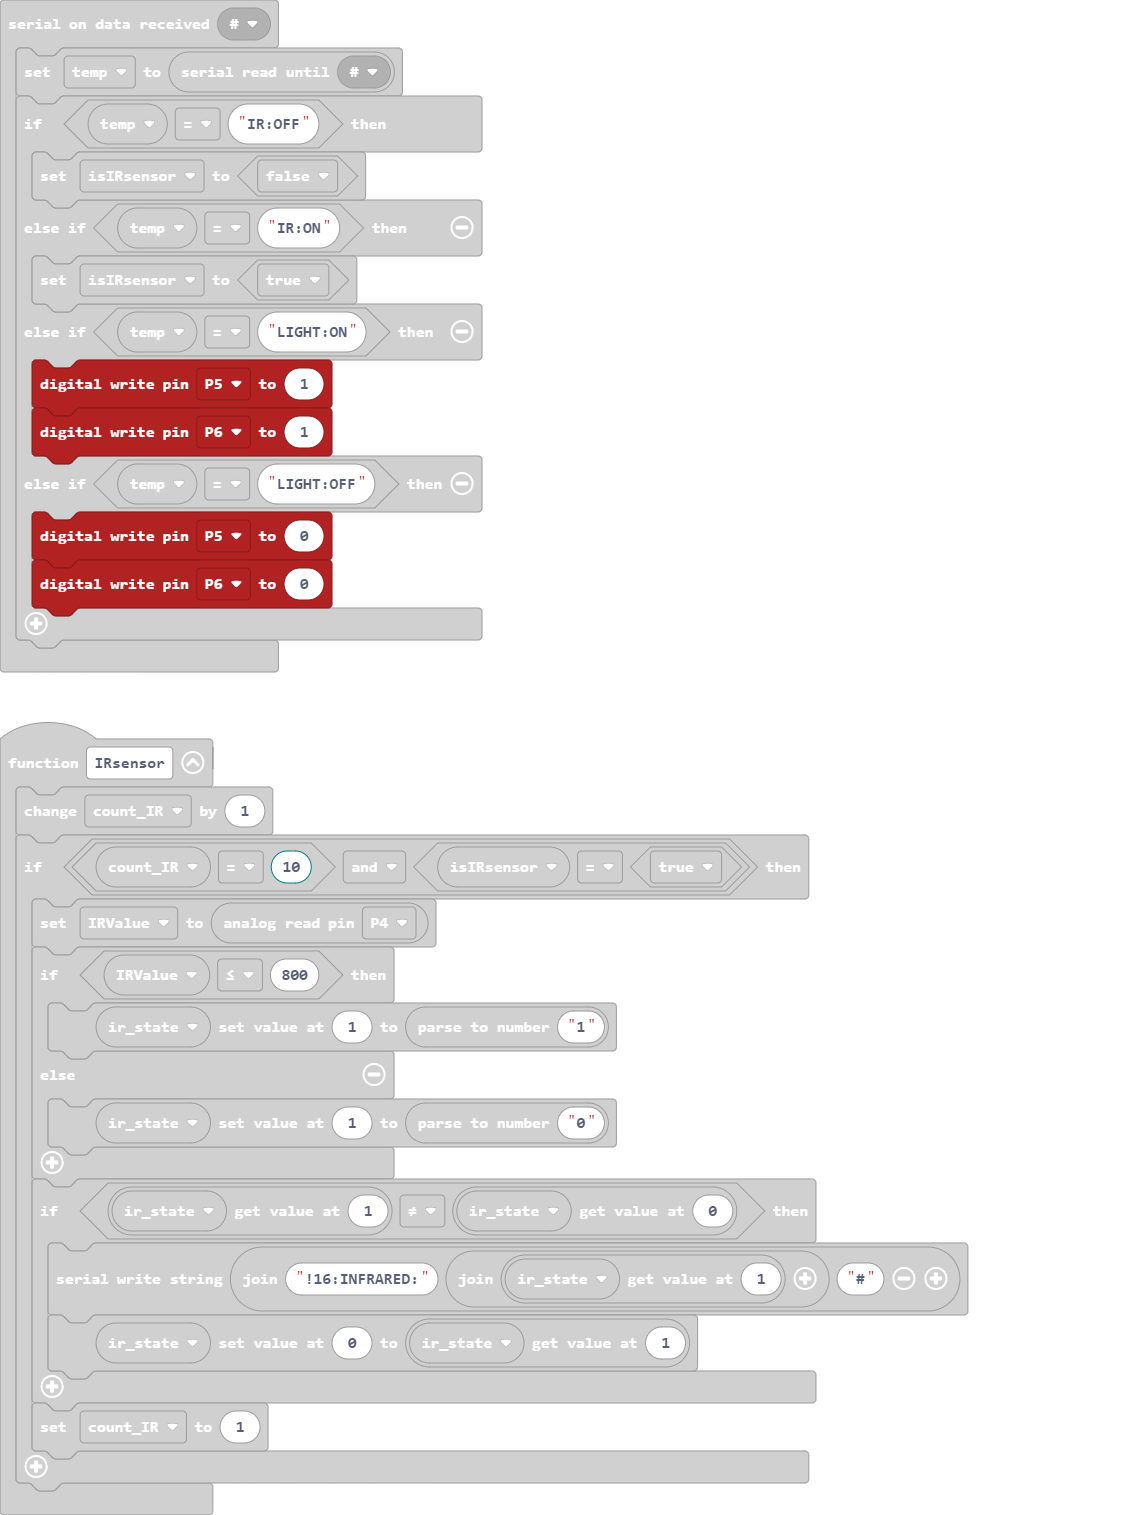 serial on data received #
set temp to serial read until #
if temp = "IR:OFF" then
set isIRsensor to false
else if temp = "IR:ON" then
set isIRsensor to true
else if temp = "LIGHT:ON" then
digital write pin P5 to 1
digital write pin P6 to 1
else if temp = "LIGHT:OFF" then
digital write pin P5 to 0
digital write pin P6 to 0
function IRsensor
change count_IR by 1
if count_IR = 10 and isIRsensor = true then
set IRValue to analog read pin P4
if IRValue ≤ 800 then
ir_state set value at 1 to parse to number "1"
else
ir_state set value at 1 to parse to number "0"
if ir_state get value at 1 ≠ ir_state get value at 0 then
serial write string join "!16:INFRARED:" join ir_state get value at 1 "#"
ir_state set value at 0 to ir_state get value at 1
set count_IR to 1